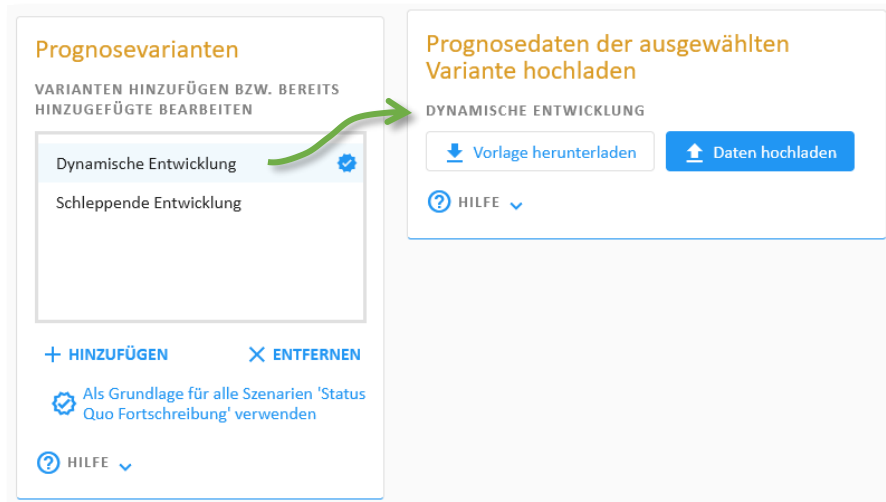 Prognosevarianten
VARIANTEN HINZUFÜGEN BZW. BEREITS
HINZUGEFÜGTE BEARBEITEN
Dynamische Entwicklung
Schleppende Entwicklung
HINZUFÜGEN
ENTFERNEN
Als Grundlage für alle Szenarien 'Status
Quo Fortschreibung' verwenden
HILFE
Prognosedaten der ausgewählten
Variante hochladen
DYNAMISCHE ENTWICKLUNG
Vorlage herunterladen
Daten hochladen
HILFE